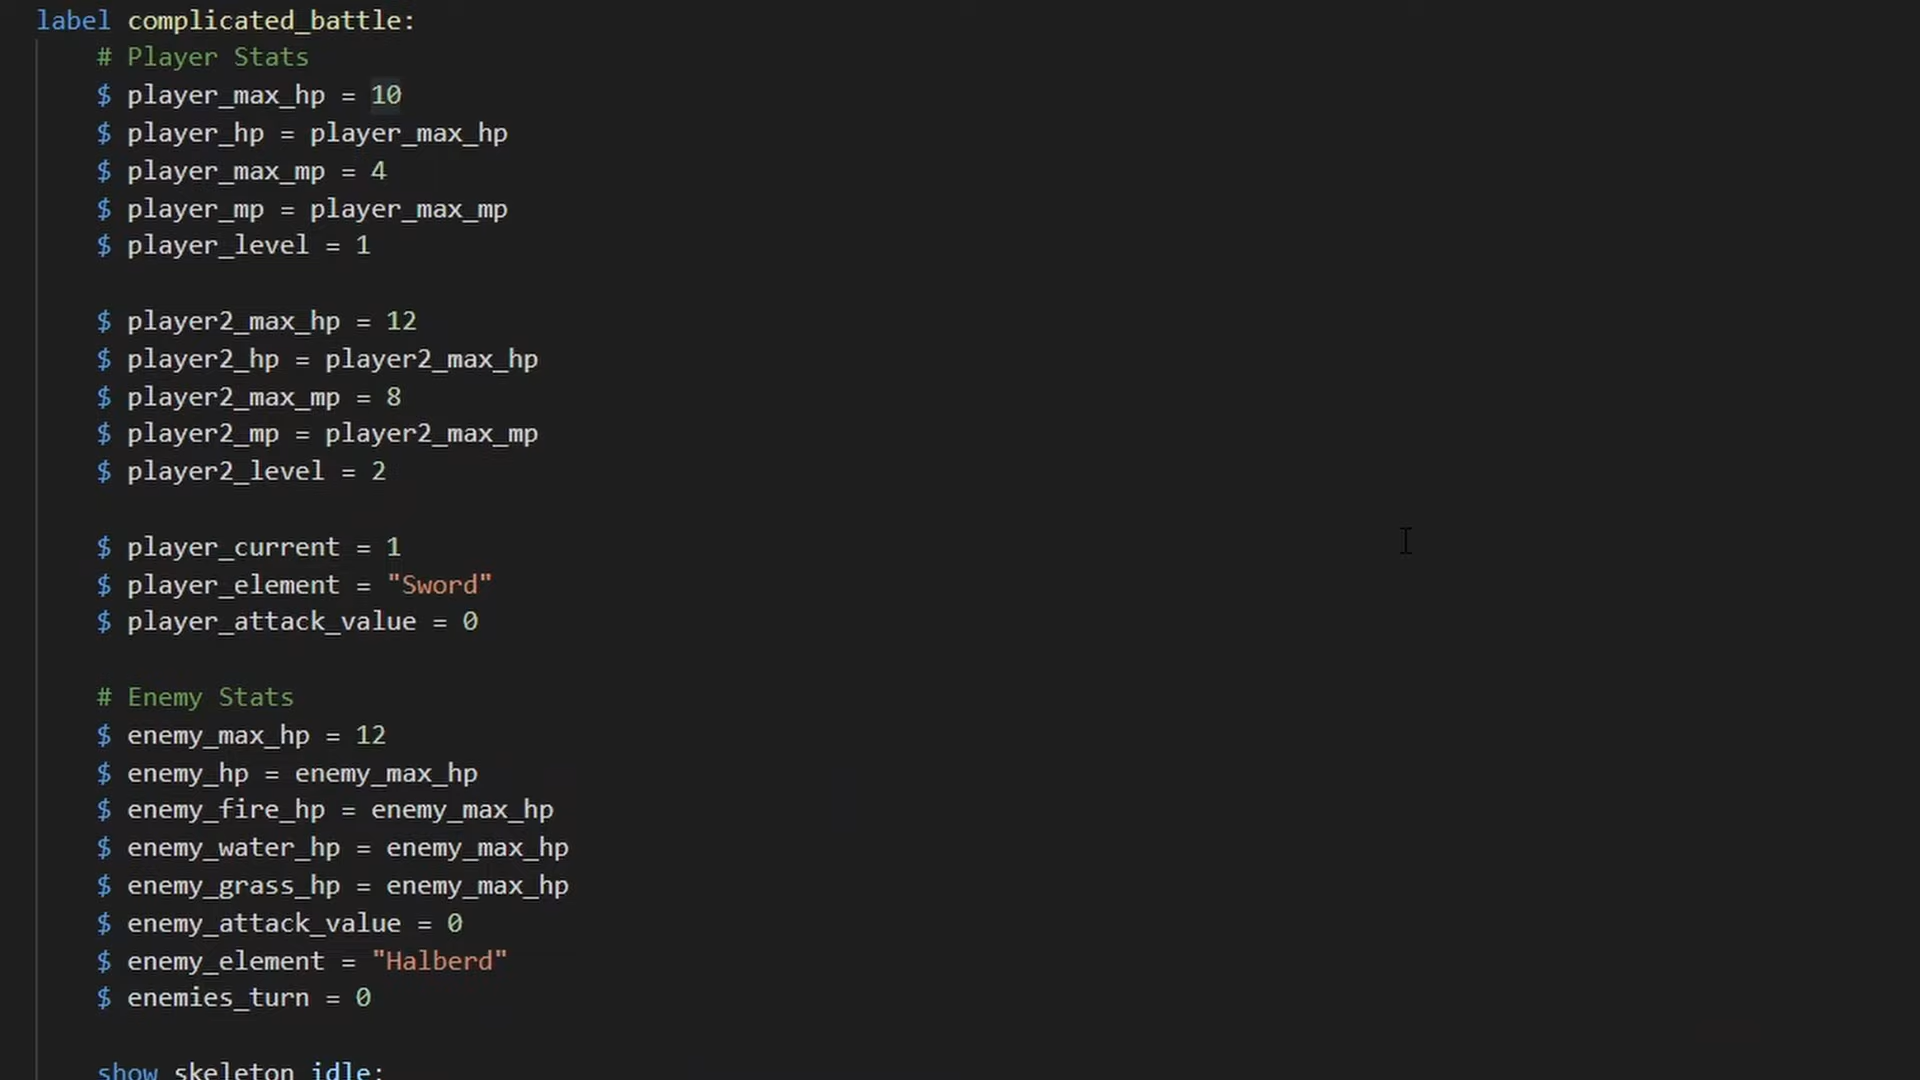 label complicated_battle:
# Player Stats
$ player_max_hp = 10
$ player_hp = player_max_hp
$ player_max_mp = 4
$ player_mp = player_max_mp
$ player_level = 1
$ player2_max_hp = 12
$ player2_hp = player2_max_hp
$ player2_max_mp = 8
$ player2_mp = player2_max_mp
$ player2_level = 2
$ player_current = 1
$ player_element = "Sword"
$ player_attack_value = 0
# Enemy Stats
$ enemy_max_hp = 12
$ enemy_hp = enemy_max_hp
$ enemy_fire_hp = enemy_max_hp
$ enemy_water_hp = enemy_max_hp
$ enemy_grass_hp = enemy_max_hp
$ enemy_attack_value = 0
$ enemy_element = "Halberd"
$ enemies_turn = 0
show skeleton idle: